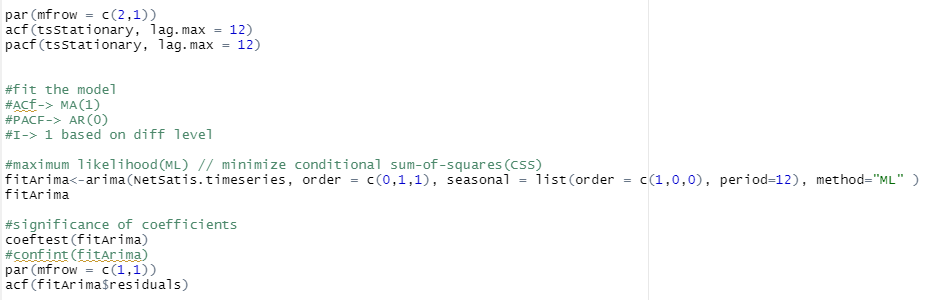 par(mfrow = c(2,1))
acf(tsStationary, lag.max = 12)
pacf(tsStationary, lag.max = 12)
#fit the model
#ACf-> MA(1)
#PACF-> AR(0)
#I-> 1 based on diff level
#maximum likelihood(ML) // minimize conditional sum-of-squares(CSS)
fitArima<-arima(NetSatis.timeseries, order = c(0,1,1), seasonal = list(order = c(1,0,0), period=12), method="ML" )
fitArima
#significance of coefficients
coeftest(fitArima)
#confint(fitArima)
par(mfrow = c(1,1))
acf(fitArima$residuals)